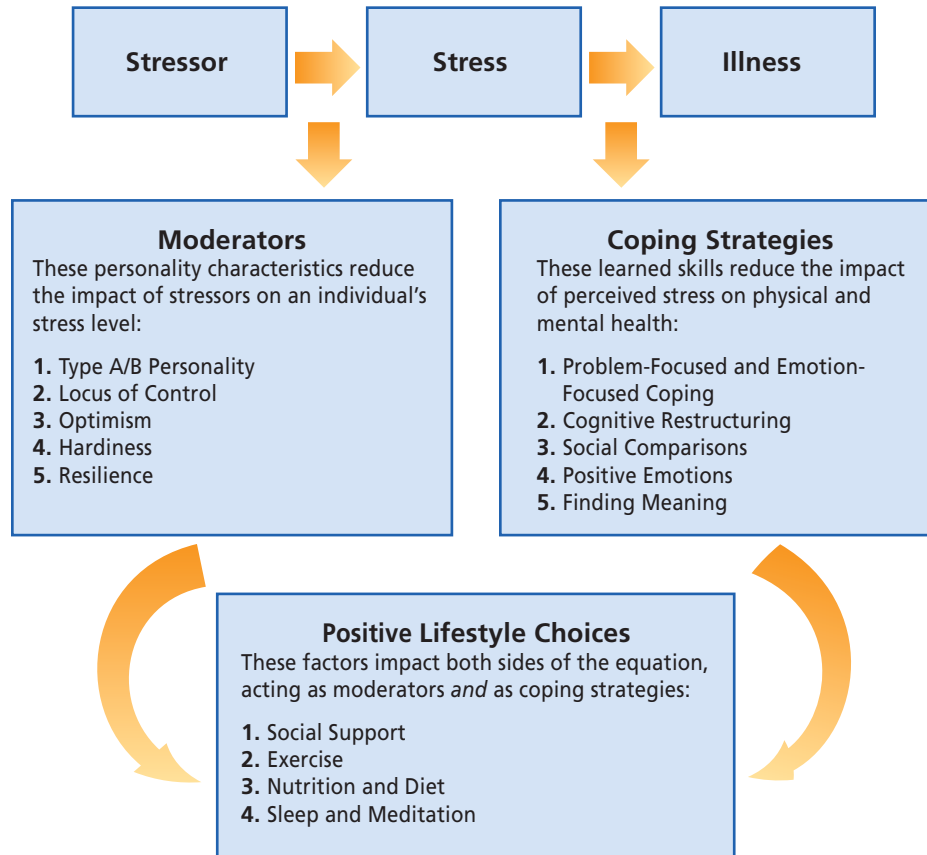 Stressor
Stress
Illness
Moderators
These personality characteristics reduce
the impact of stressors on an individual's
stress level:
1. Type A/B Personality
2. Locus of Control
3. Optimism
4. Hardiness
5. Resilience
Coping Strategies
These learned skills reduce the impact
of perceived stress on physical and
mental health:
1. Problem-Focused and Emotion-
Focused Coping
2. Cognitive Restructuring
3. Social Comparisons
4. Positive Emotions
5. Finding Meaning
Positive Lifestyle Choices
These factors impact both sides of the equation,
acting as moderators and as coping strategies:
1. Social Support
2. Exercise
3. Nutrition and Diet
4. Sleep and Meditation